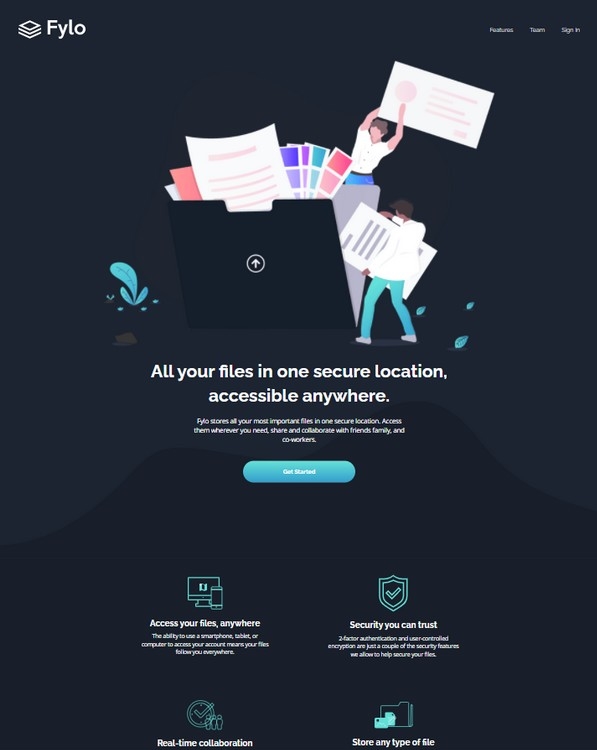 Fylo
Features Team Sign In
All your files in one secure location,
accessible anywhere.
Fylo stores all your most important files in one secure location. Access
them wherever you need, share and collaborate with friends family, and
co-workers.
Get Started
Access your files, anywhere
The ability to use a smartphone, tablet, or
computer to access your account means your files
follow you everywhere.
Security you can trust
2-factor authentication and user-controlled
encryption are just a couple of the security features
we allow to help secure your files.
Real-time collaboration
Store any type of file